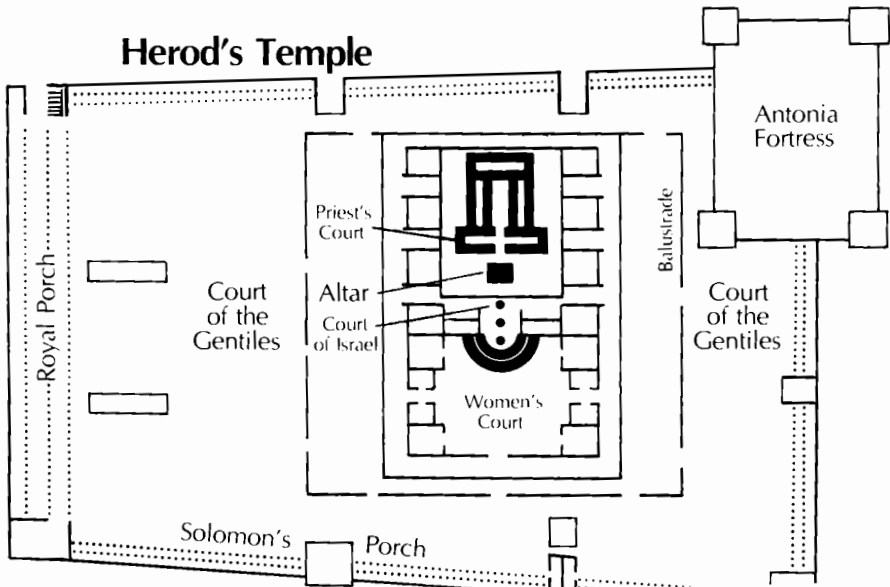 Herod's Temple
Antonia
Fortress
Priest's
Court
Balustrade
Royal Porch
Court
of the
Gentiles
Altar
Court
of Israel
Court
of the
Gentiles
Women's
Court
Solomon's Porch